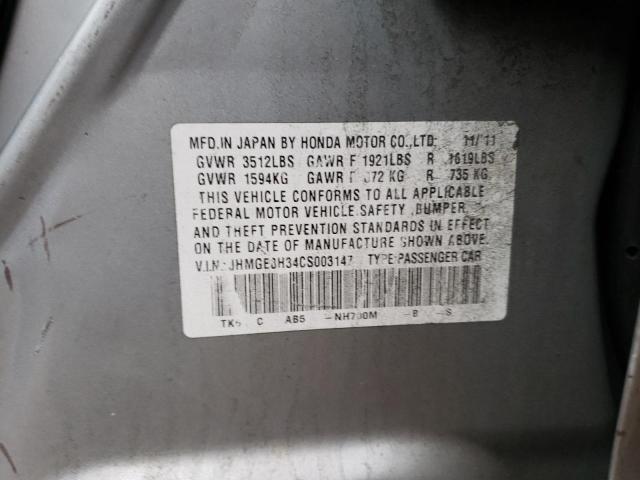 MFD.IN JAPAN BY HONDA MOTOR CO.,LTD. 11/11
GVWR 3512LBS GAWR F 1921LBS R 1619LBS
GVWR 1594KG GAWR F 872 KG R 735 KG
THIS VEHICLE CONFORMS TO ALL APPLICABLE
FEDERAL MOTOR VEHICLE SAFETY, BUMPER
AND THEFT PREVENTION STANDARDS IN EFFECT
ON THE DATE OF MANUFACTURE SHOWN ABOVE.
V.I.N.: JHMGE8H34CS003147 TYPE:PASSENGER CAR
C AB5 -NH700M -B -S